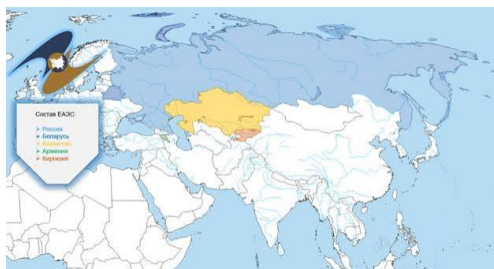 Состав ЕАЭС:
➢ Россия
➢ Беларусь
➢ Казахстан
➢ Армения
➢ Киргизия